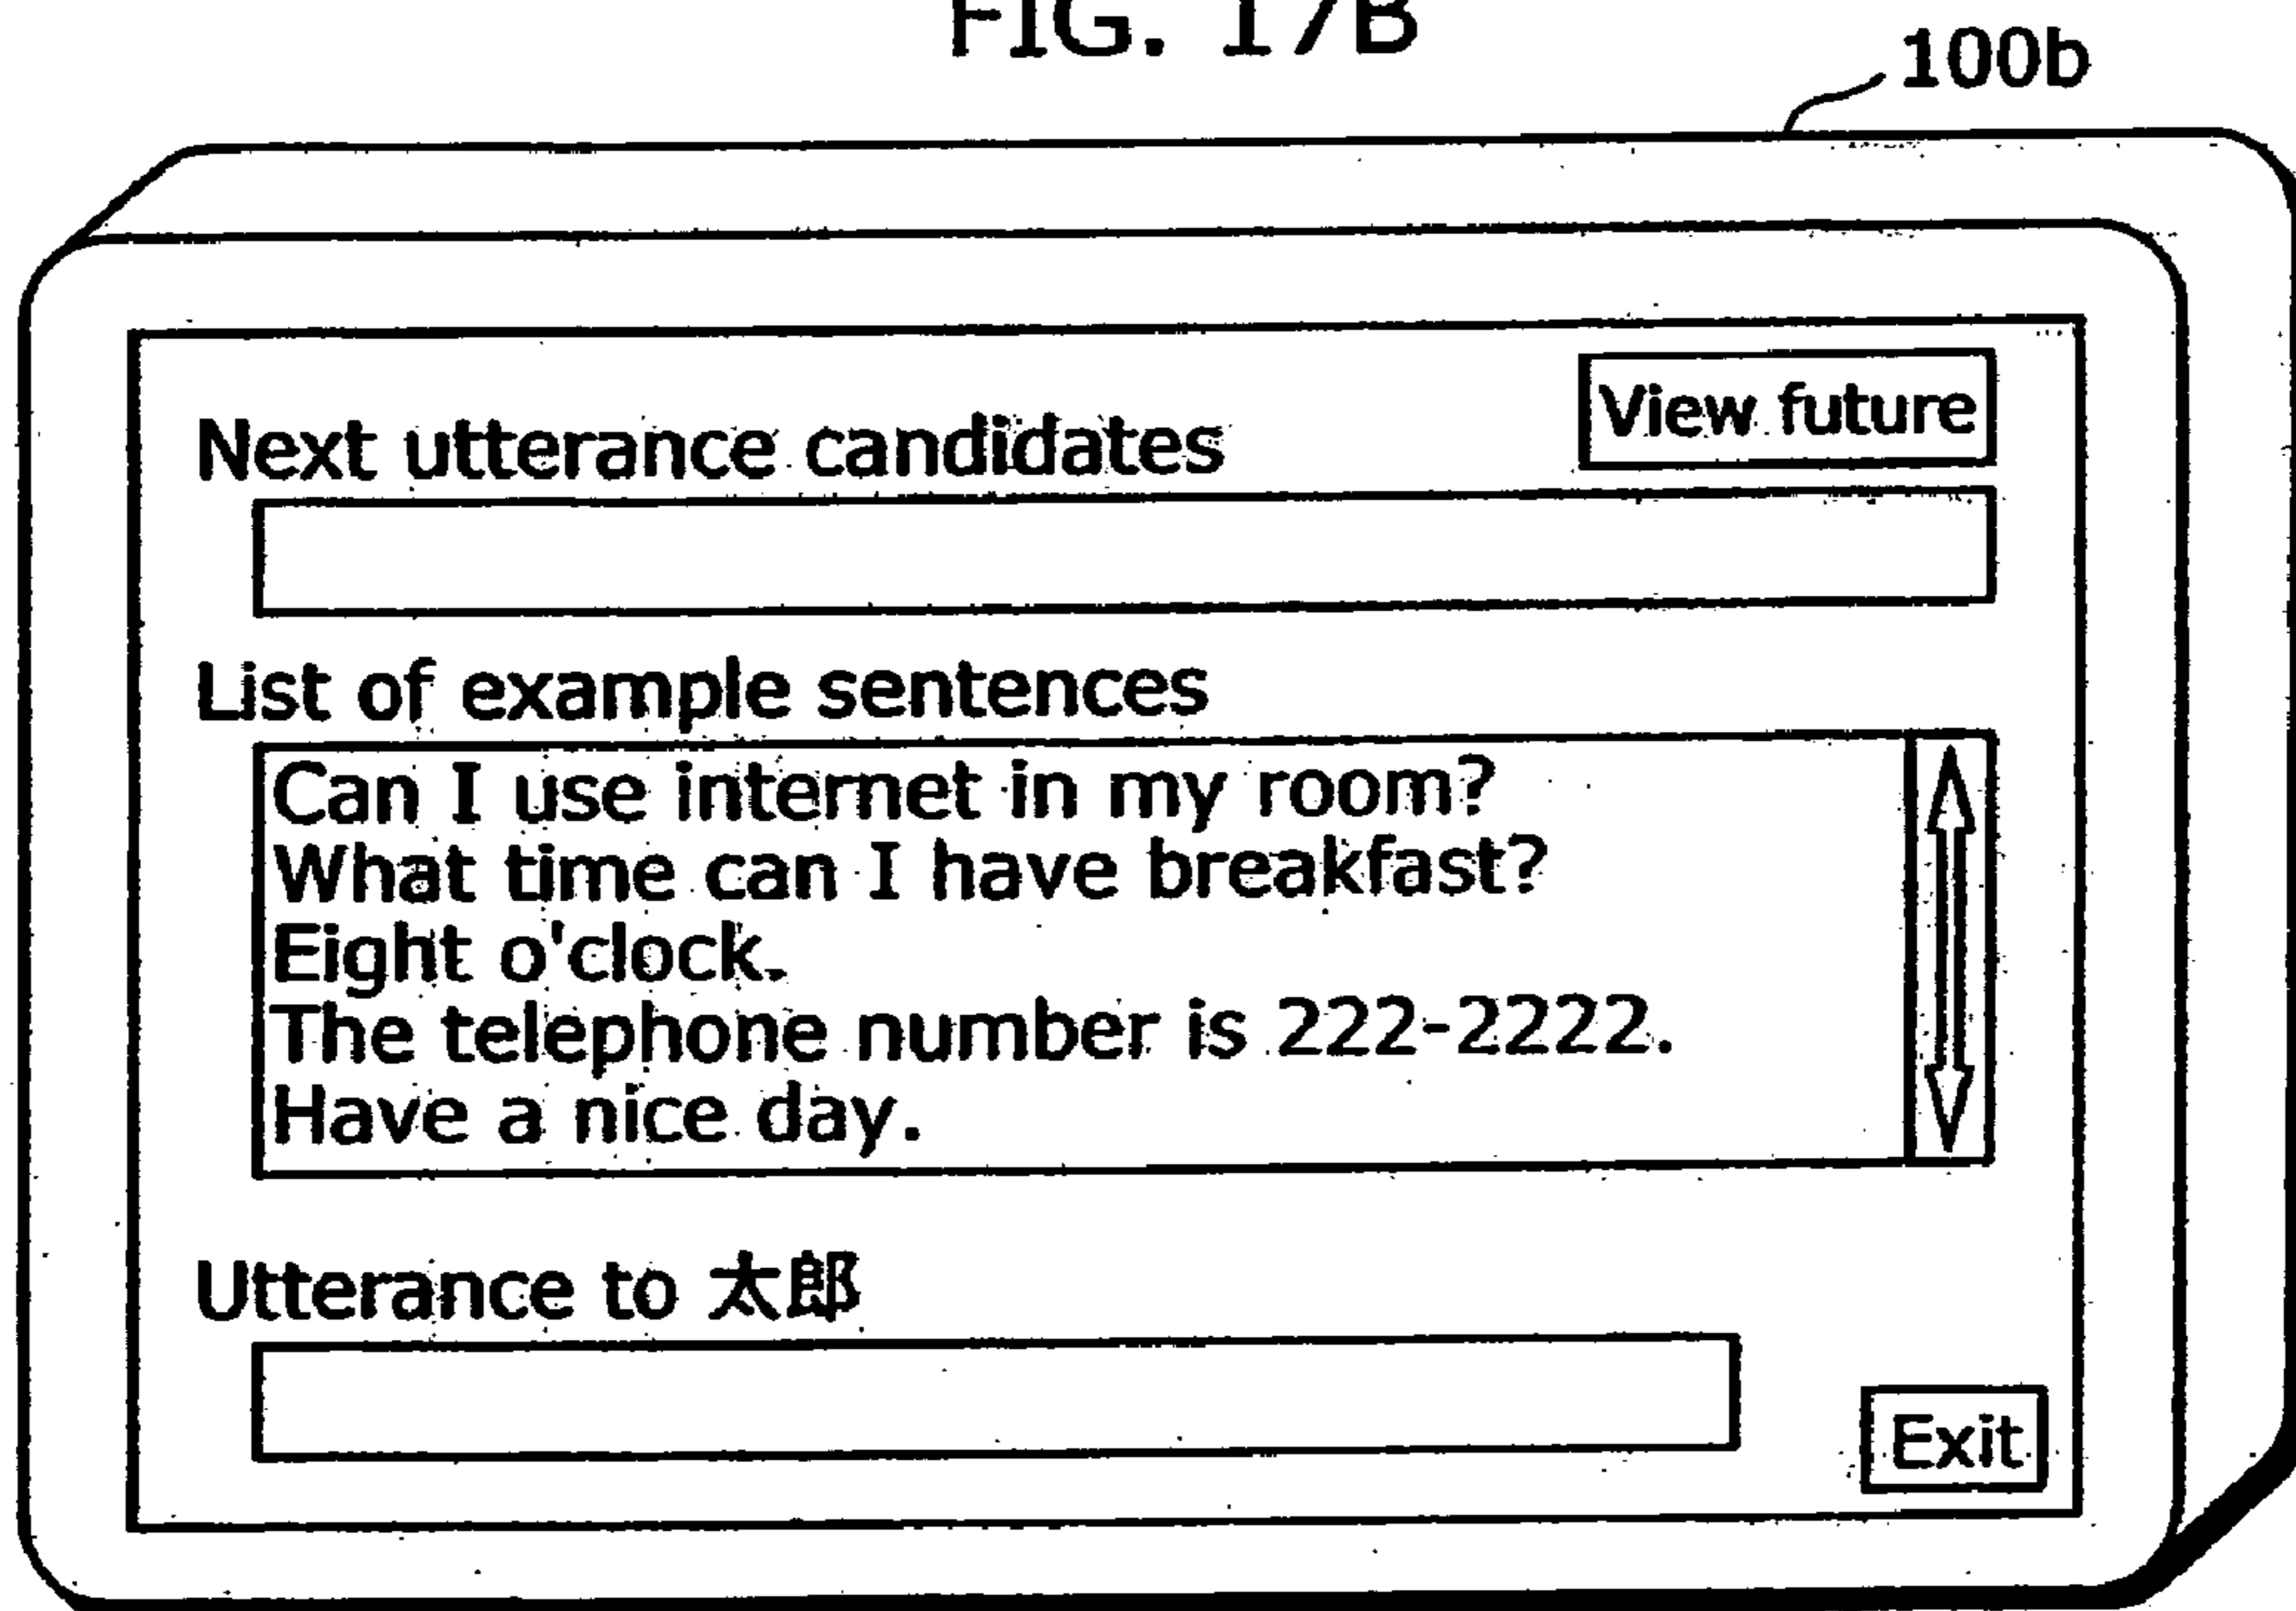 FIG. 17B
100b
View future
Next utterance candidates
List of example sentences
Can I use internet in my room?
What time can I have breakfast?
Eight o'clock.
The telephone number is 222-2222.
Have a nice day.
Utterance to 太郎
Exit